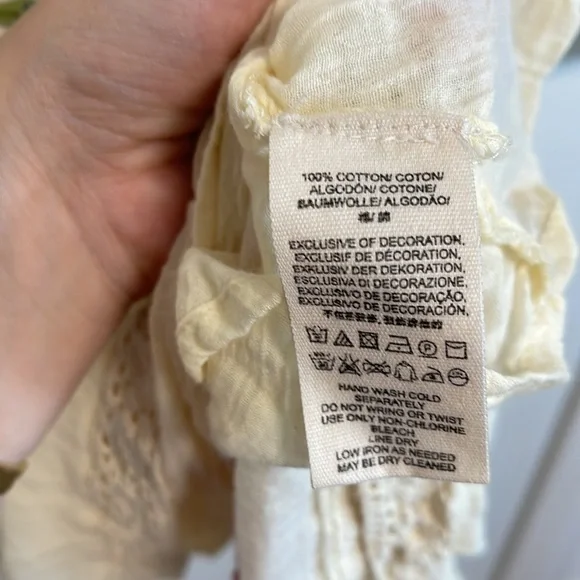 100% COTTON/ COTON/
ALGODÓN/ COTONE/
BAUMWOLLE/ ALGODÃO/
棉/ 綿
EXCLUSIVE OF DECORATION.
EXCLUSIF DE DÉCORATION.
EXKLUSIV DER DEKORATION.
ESCLUSIVA DI DECORAZIONE.
EXCLUSIVO DE DECORAÇÃO.
EXCLUSIVO DE DECORACIÓN.
HAND WASH COLD
SEPARATELY
DO NOT WRING OR TWIST
USE ONLY NON-CHLORINE
BLEACH
LINE DRY
LOW IRON AS NEEDED
MAY BE DRY CLEANED